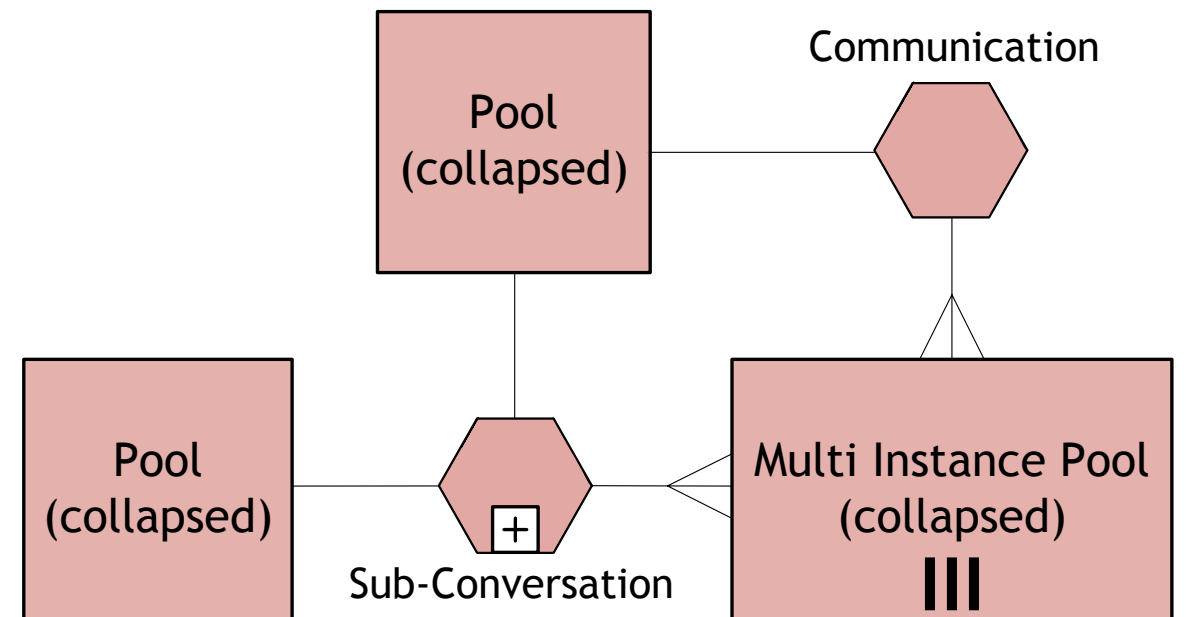 Communication
Pool
(collapsed)
Pool
(collapsed)
Multi Instance Pool
(collapsed)
+
Sub-Conversation